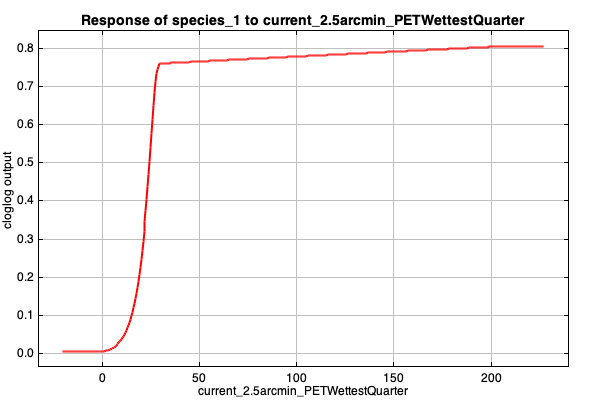 Response of species_1 to current_2.5arcmin_PETWettestQuarter
0.8
0.7
0.6
0.5
0.4
0.3
0.2
0.1
0.0
cloglog output
0 50 100 150 200
current_2.5arcmin_PETWettestQuarter